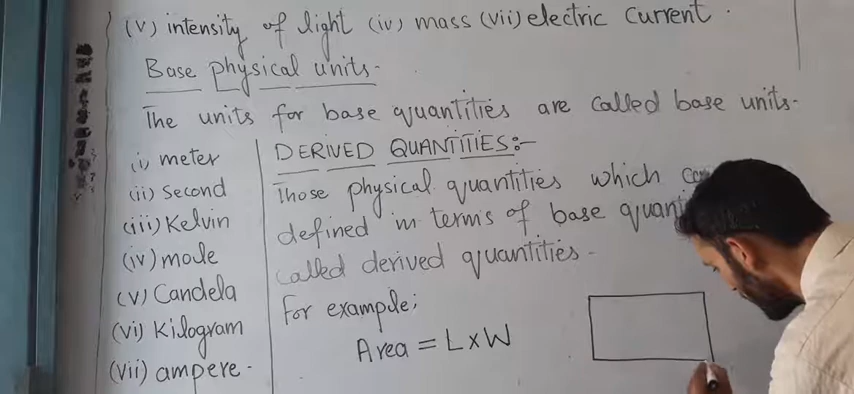 (v) intensity of light (iv) mass (vii) electric current.
Base physical units-
The units for base quantities are called base units-
(i) meter
(ii) second
(iii) Kelvin
(iv) mole
(v) Candela
(vi) Kilogram
(vii) ampere-
DERIVED QUANTITIES:-
Those physical quantities which
defined in terms of base
called derived quantities-
For example;
Area = L x W